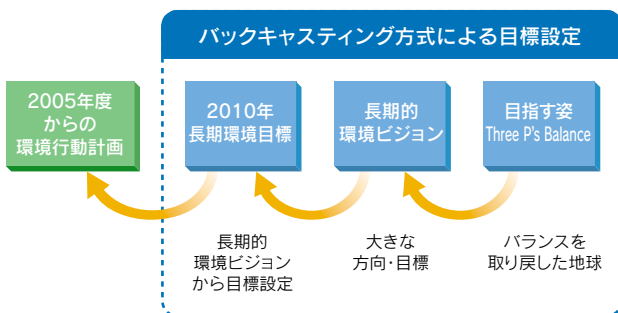 バックキャスティング方式による目標設定
2005年度
からの
環境行動計画
2010年
長期環境目標
長期的
環境ビジョン
目指す姿
Three P's Balance
長期的
環境ビジョン
から目標設定
大きな
方向・目標
バランスを
取り戻した地球